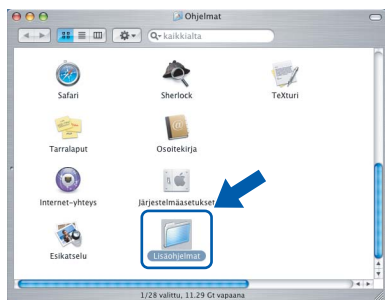 Ohjelmat
kaikkialta
Safari
Sherlock
TeXturi
Tarralaput
Osoitekirja
Internet-yhteys
Järjestelmäasetukset
Esikatselu
Lisäohjelmat
1/28 valittu, 11.29 Gt vapaana